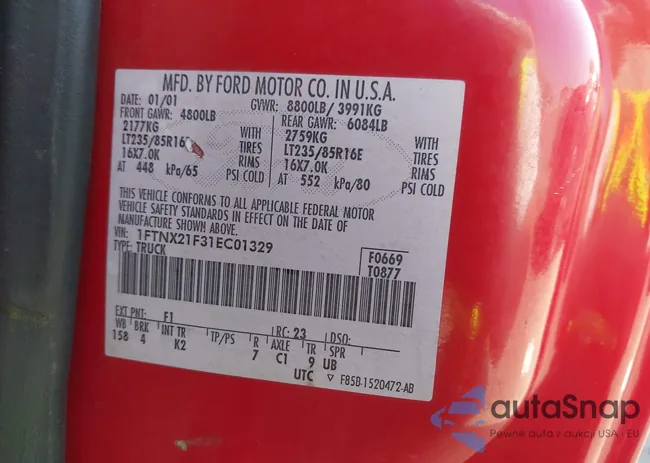 MFD. BY FORD MOTOR CO. IN U.S.A.
DATE: 01/01 GVWR: 8800LB/ 3991KG
FRONT GAWR: 4800LB REAR GAWR: 6084LB
2177KG WITH 2759KG WITH
LT235/85R16 TIRES LT235/85R16E TIRES
16X7.0K RIMS 16X7.0K RIMS
AT 448 kPa/65 PSI COLD AT 552 kPa/80 PSI COLD
THIS VEHICLE CONFORMS TO ALL APPLICABLE FEDERAL MOTOR
VEHICLE SAFETY STANDARDS IN EFFECT ON THE DATE OF
MANUFACTURE SHOWN ABOVE.
VIN: 1FTNX21F31EC01329
TYPE: TRUCK
F0669
T0877
EXT PNT: F1 RC: 23 DSO:
WB BRK INT TR TP/PS R AXLE TR SPR
158 4 K2 7 C1 9 UB
UTC ▽ F85B-1520472-AB
autaSnap
Pewne auta z aukcji USA i EU